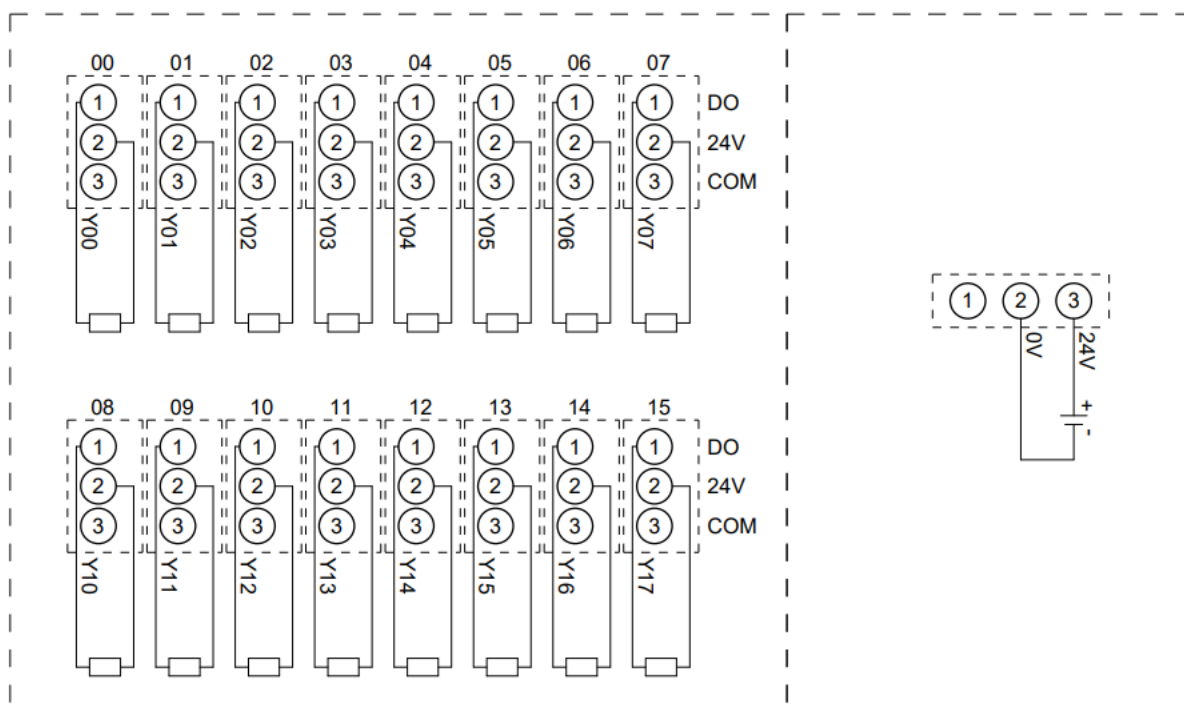 00 01 02 03 04 05 06 07
1 1 1 1 1 1 1 1 DO
2 2 2 2 2 2 2 2 24V
3 3 3 3 3 3 3 3 COM
Y00 Y01 Y02 Y03 Y04 Y05 Y06 Y07
1 2 3
0V 24V
+
-
08 09 10 11 12 13 14 15
1 1 1 1 1 1 1 1 DO
2 2 2 2 2 2 2 2 24V
3 3 3 3 3 3 3 3 COM
Y10 Y11 Y12 Y13 Y14 Y15 Y16 Y17